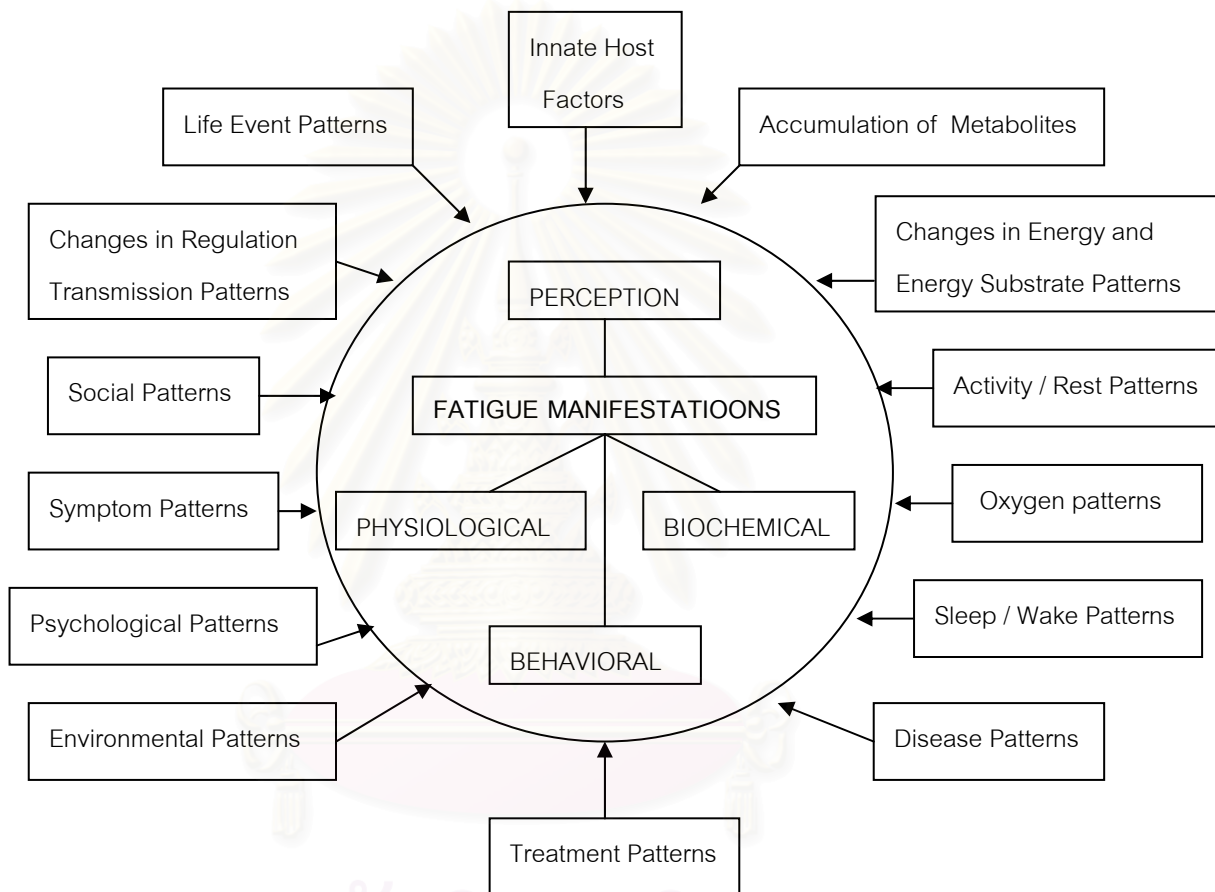 Innate Host
Factors
Life Event Patterns
Accumulation of Metabolites
Changes in Regulation
Transmission Patterns
Changes in Energy and
Energy Substrate Patterns
PERCEPTION
Social Patterns
FATIGUE MANIFESTATIOONS
Activity / Rest Patterns
Symptom Patterns
PHYSIOLOGICAL
BIOCHEMICAL
Oxygen patterns
Psychological Patterns
BEHAVIORAL
Sleep / Wake Patterns
Environmental Patterns
Disease Patterns
Treatment Patterns